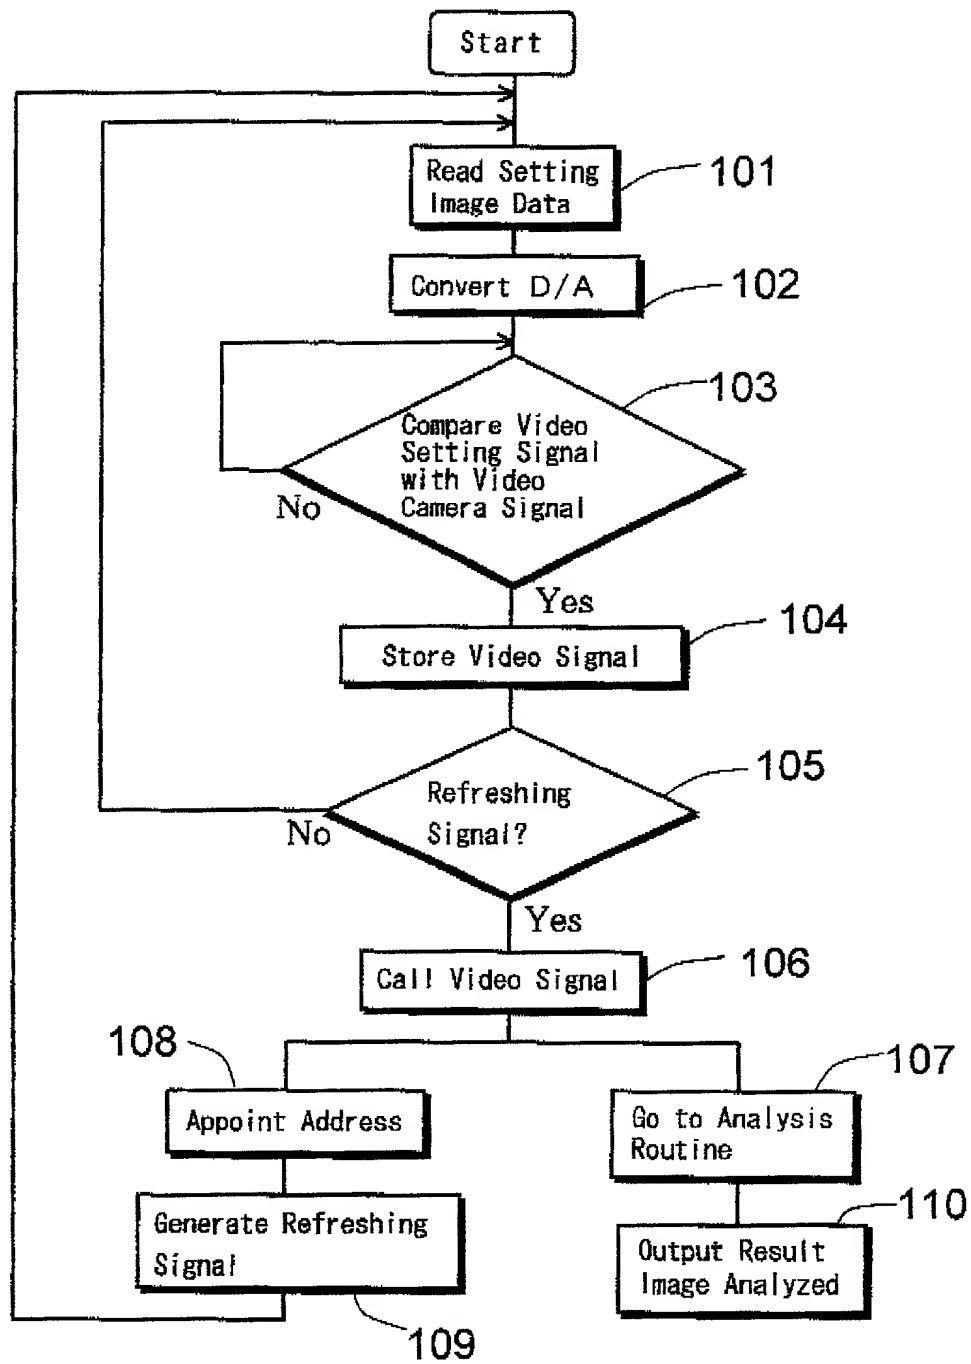 Start
Read Setting
Image Data
101
Convert D/A
102
103
Compare Video
Setting Signal
with Video
Camera Signal
No
Yes
104
Store Video Signal
105
Refreshing
Signal?
No
Yes
106
Call Video Signal
108
107
Appoint Address
Go to Analysis
Routine
110
Generate Refreshing
Signal
Output Result
Image Analyzed
109